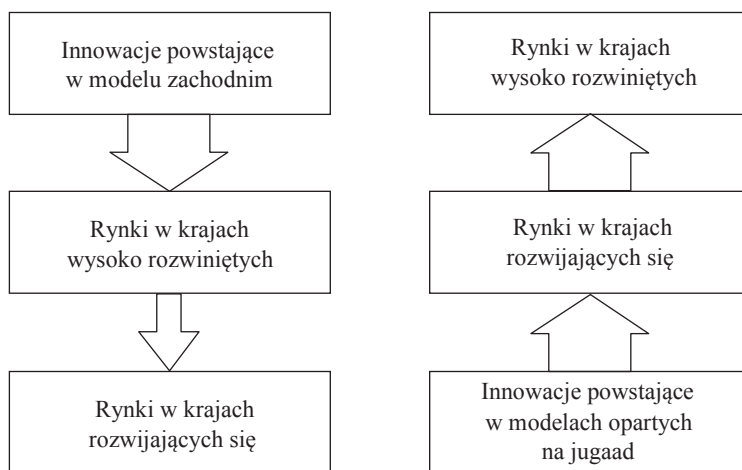 Innowacje powstające
w modelu zachodnim
Rynki w krajach
wysoko rozwiniętych
Rynki w krajach
rozwijających się
Rynki w krajach
wysoko rozwiniętych
Rynki w krajach
rozwijających się
Innowacje powstające
w modelach opartych
na jugaad